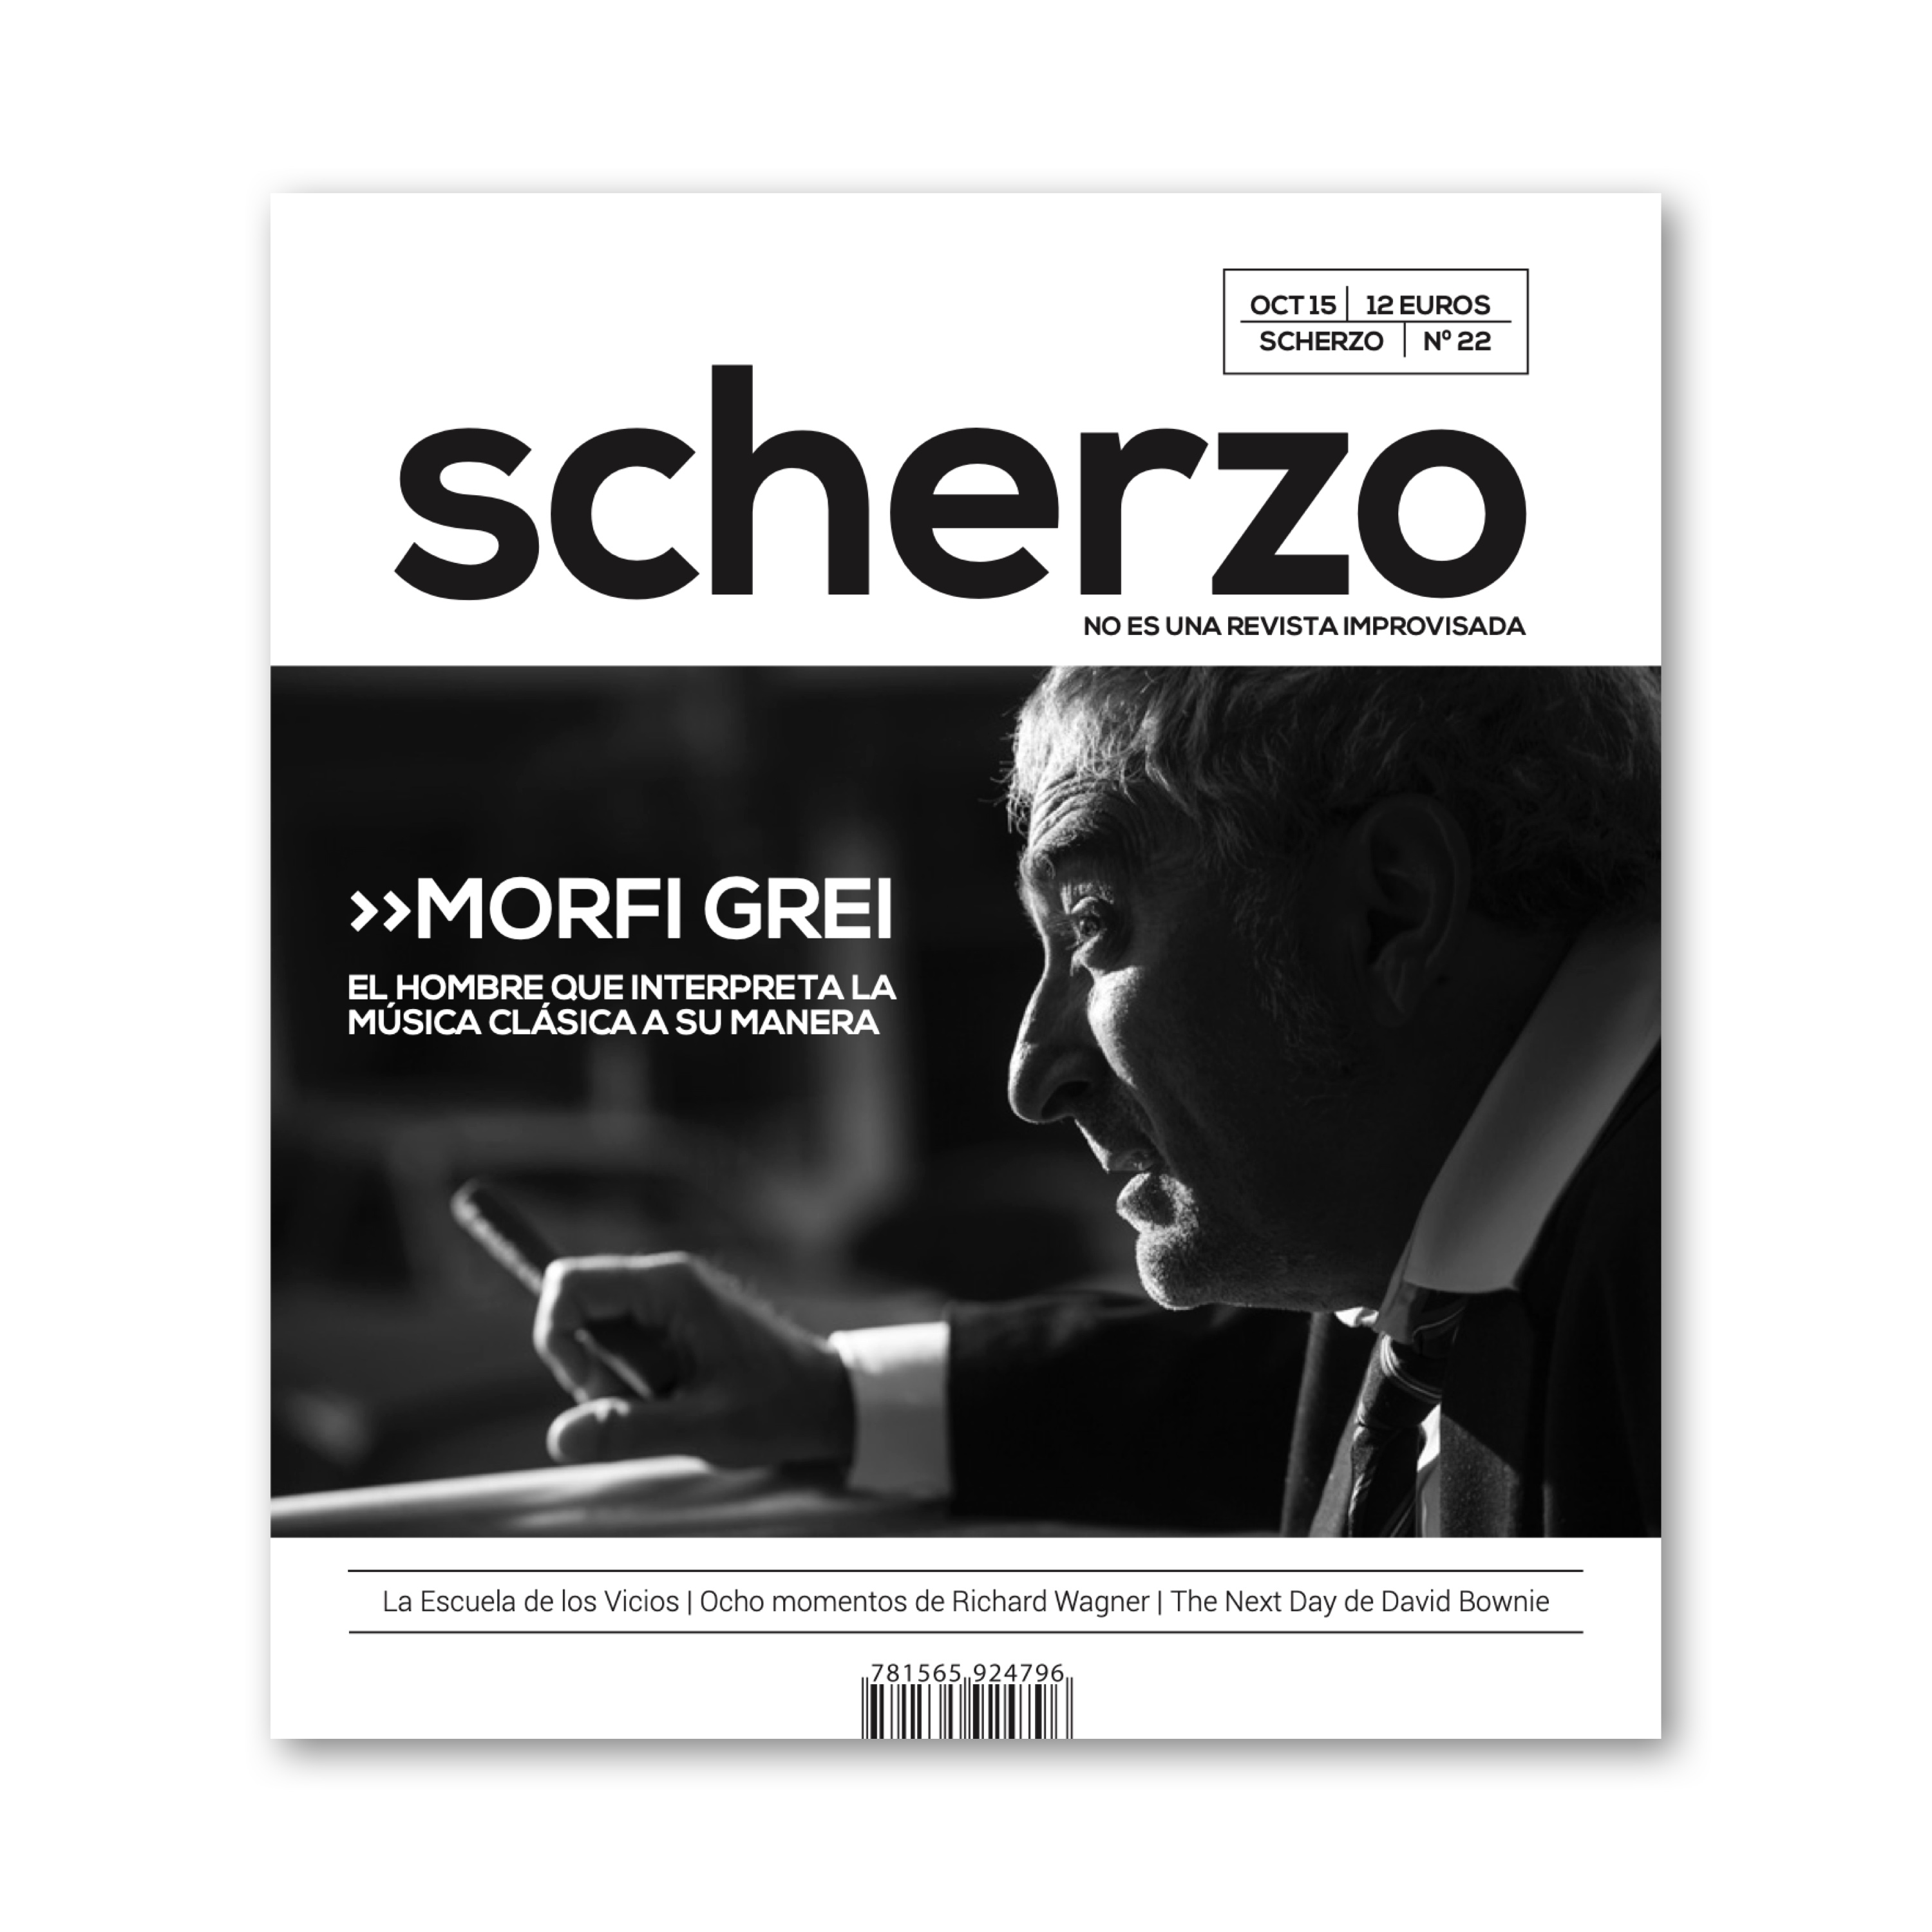 OCT 15 | 12 EUROS
SCHERZO | Nº 22
scherzo
NO ES UNA REVISTA IMPROVISADA
>>MORFI GREI
EL HOMBRE QUE INTERPRETA LA
MÚSICA CLÁSICA A SU MANERA
La Escuela de los Vicios | Ocho momentos de Richard Wagner | The Next Day de David Bownie
781565 924796